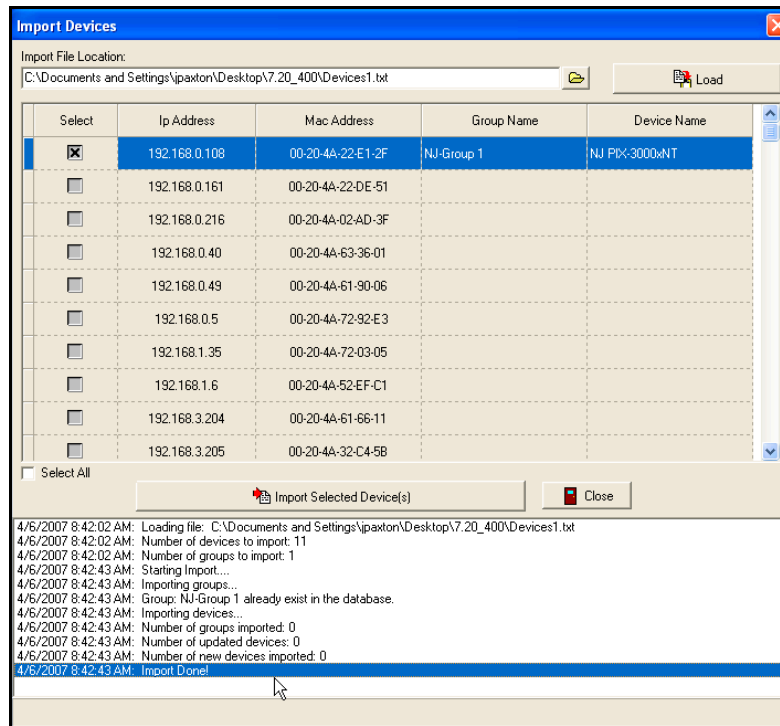 Import Devices
Import File Location:
C:\Documents and Settings\jpaxton\Desktop\7.20_400\Devices1.txt
Load
Select Ip Address Mac Address Group Name Device Name
192.168.0.108 00-20-4A-22-E1-2F NJ-Group 1 NJ PIX-3000xNT
192.168.0.161 00-20-4A-22-DE-51
192.168.0.216 00-20-4A-02-AD-3F
192.168.0.40 00-20-4A-63-36-01
192.168.0.49 00-20-4A-61-90-06
192.168.0.5 00-20-4A-72-92-E3
192.168.1.35 00-20-4A-72-03-05
192.168.1.6 00-20-4A-52-EF-C1
192.168.3.204 00-20-4A-61-66-11
192.168.3.205 00-20-4A-32-C4-5B
Select All
Import Selected Device(s) Close
4/6/2007 8:42:02 AM: Loading file: C:\Documents and Settings\jpaxton\Desktop\7.20_400\Devices1.txt
4/6/2007 8:42:02 AM: Number of devices to import: 11
4/6/2007 8:42:02 AM: Number of groups to import: 1
4/6/2007 8:42:43 AM: Starting Import....
4/6/2007 8:42:43 AM: Importing groups...
4/6/2007 8:42:43 AM: Group: NJ-Group 1 already exist in the database.
4/6/2007 8:42:43 AM: Importing devices...
4/6/2007 8:42:43 AM: Number of groups imported: 0
4/6/2007 8:42:43 AM: Number of updated devices: 0
4/6/2007 8:42:43 AM: Number of new devices imported: 0
4/6/2007 8:42:43 AM: Import Done!